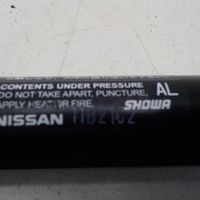 CONTENTS UNDER PRESSURE
DO NOT TAKE APART, PUNCTURE, AL
APPLY HEAT OR FIRE. SHOWA
NISSAN